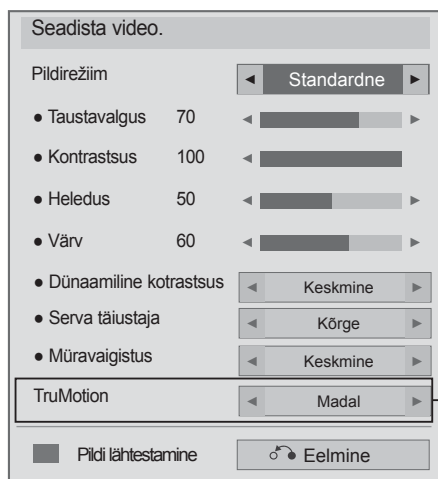 Seadista video.
Pildirežiim ◄ Standardne ►
● Taustavalgus 70
● Kontrastsus 100
● Heledus 50
● Värv 60
● Dünaamiline kotrastsus ◄ Keskmine ►
● Serva täiustaja ◄ Kõrge ►
● Müravaigistus ◄ Keskmine ►
TruMotion ◄ Madal ►
Pildi lähtestamine Eelmine